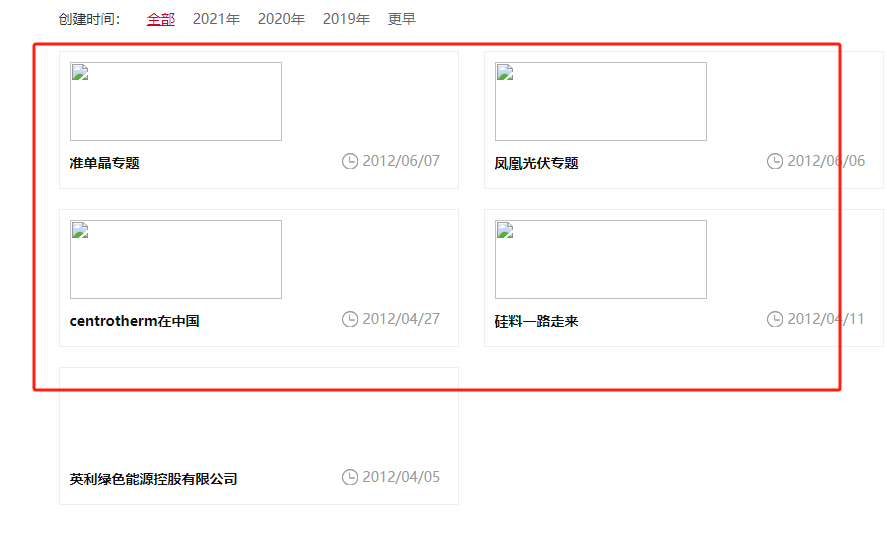 创建时间： 全部 2021年 2020年 2019年 更早
准单晶专题 2012/06/07
凤凰光伏专题 2012/06/06
centrotherm在中国 2012/04/27
硅料一路走来 2012/04/11
英利绿色能源控股有限公司 2012/04/05